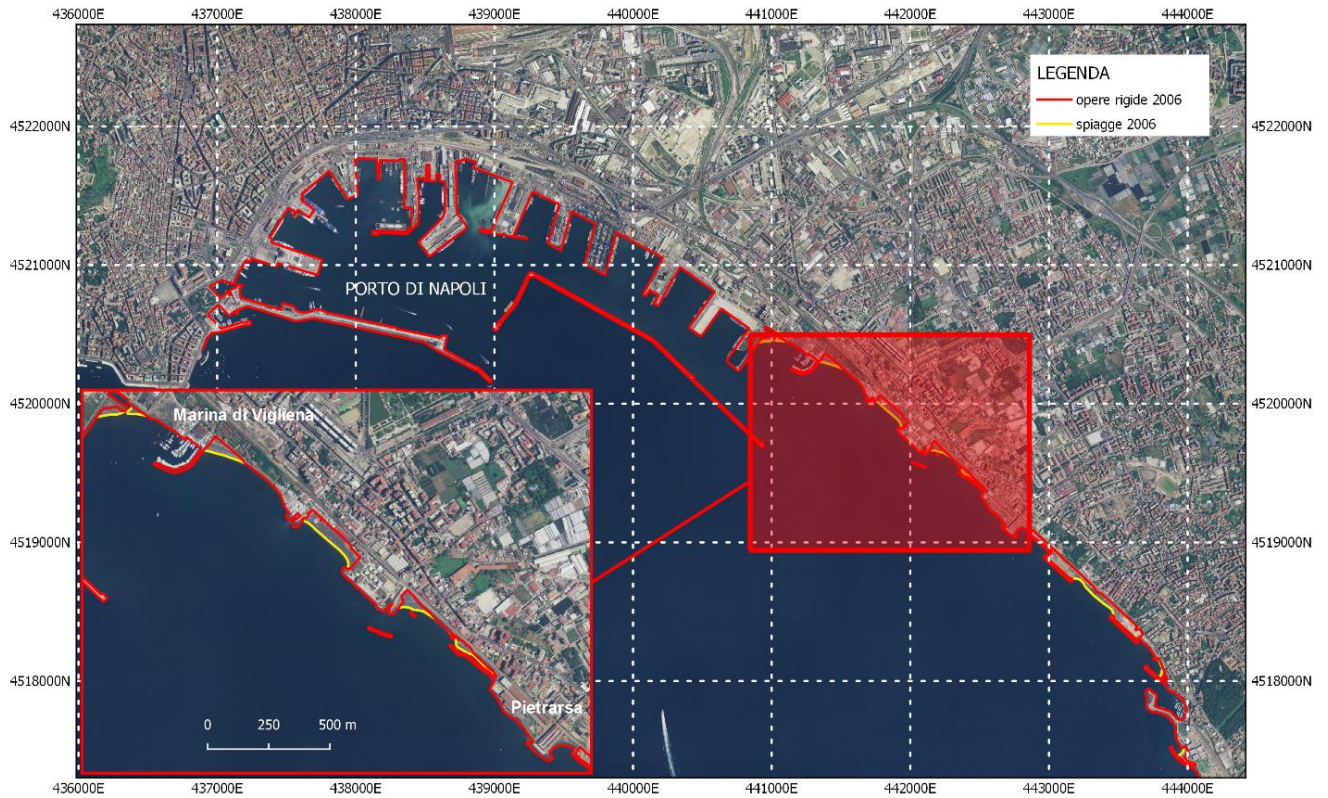 436000E 437000E 438000E 439000E 440000E 441000E 442000E 443000E 444000E
LEGENDA
opere rigide 2006
spiagge 2006
4522000N 4522000N
4521000N 4521000N
PORTO DI NAPOLI
4520000N 4520000N
Marina di Vigliena
4519000N 4519000N
4518000N 4518000N
Pietrarsa
0 250 500 m
436000E 437000E 438000E 439000E 440000E 441000E 442000E 443000E 444000E